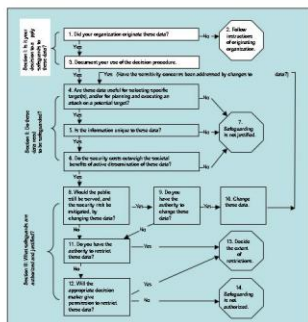 Section I: Is it your
decision to apply
safeguards to
these data?
1. Did your organization originate these data?
No
2. Follow
instructions
of originating
organization.
Yes
3. Document your use of the decision procedure.
Yes (Have the sensitivity concerns been addressed by changes to data?)
Section II: Do these
data need
to be safeguarded?
4. Are these data useful for selecting specific
target(s), and/or for planning and executing an
attack on a potential target?
No
Yes
5. Is the information unique to these data?
No
7.
Safeguarding
is not justified.
Yes
6. Do the security costs outweigh the societal
benefits of active dissemination of these data?
No
Yes
Section III: What safeguards are
authorized and justified?
8. Would the public
still be served, and
the security risk be
mitigated, by
changing these data?
Yes
9. Do you
have the
authority to
change these
data?
Yes
10. Change
these data.
No
No
11. Do you have the
authority to restrict
these data?
Yes
13. Decide
the extent
of
restrictions.
No
12. Will the
appropriate decision
maker give
permission to restrict
these data?
Yes
No
14.
Safeguarding
is not
authorized.